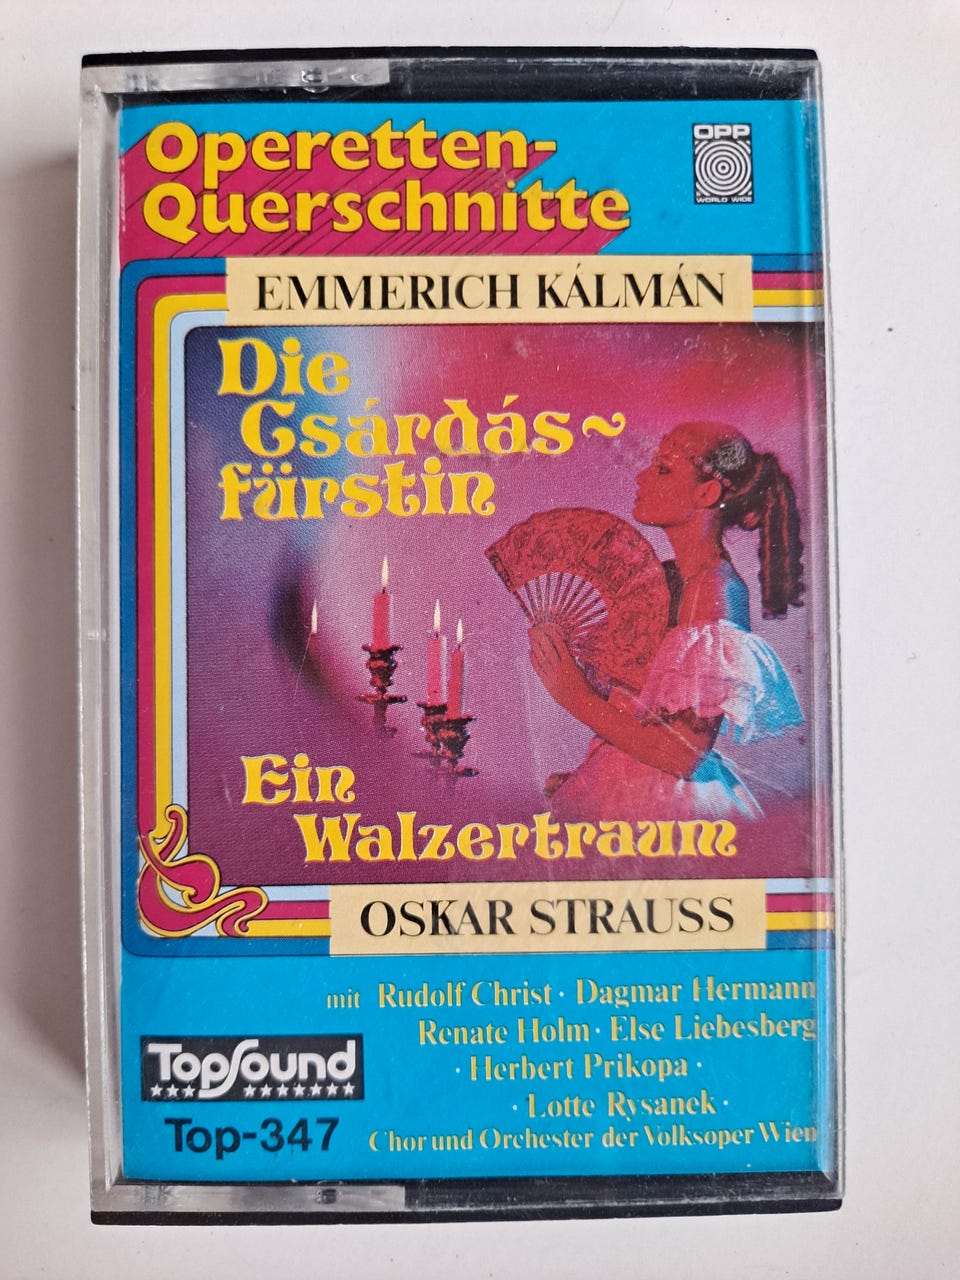 Operetten-
Querschnitte
OPP
WORLD WIDE
EMMERICH KÁLMÁN
Die
Csárdás~
fürstin
Ein
Walzertraum
OSKAR STRAUSS
mit Rudolf Christ · Dagmar Hermann
Renate Holm · Else Liebesberg
· Herbert Prikopa ·
· Lotte Rysanek ·
Chor und Orchester der Volksoper Wien
TopSound
Top-347